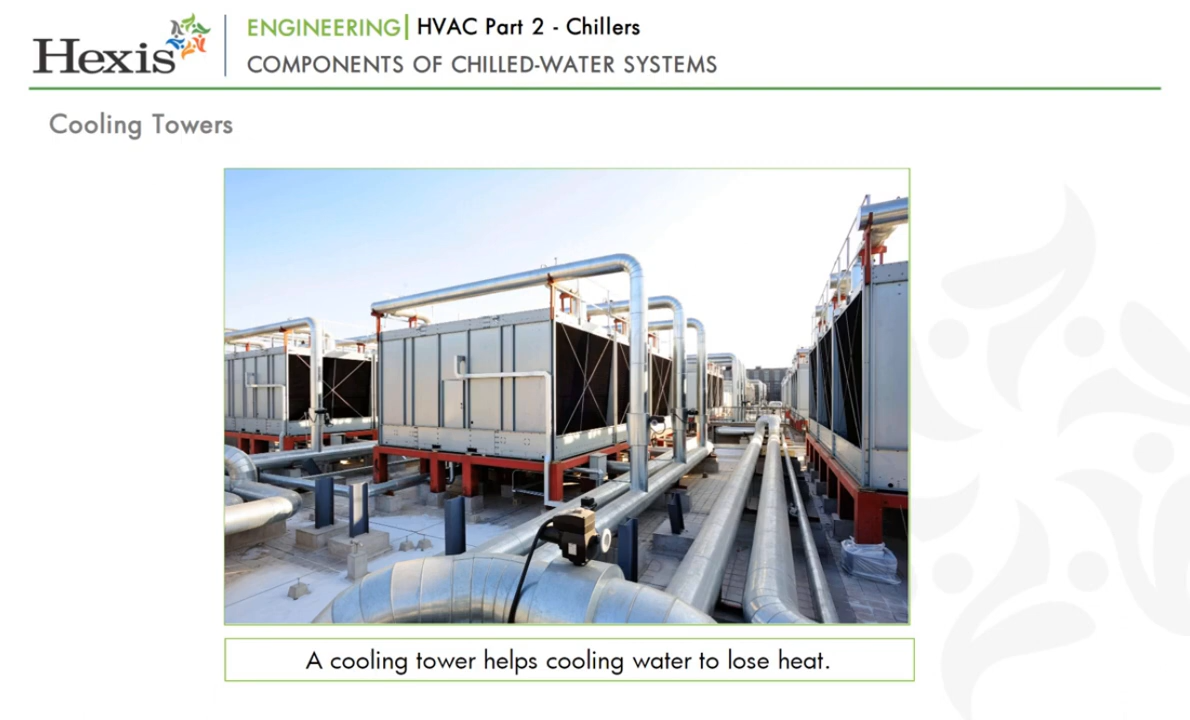 Hexis
ENGINEERING| HVAC Part 2 - Chillers
COMPONENTS OF CHILLED-WATER SYSTEMS
Cooling Towers
A cooling tower helps cooling water to lose heat.